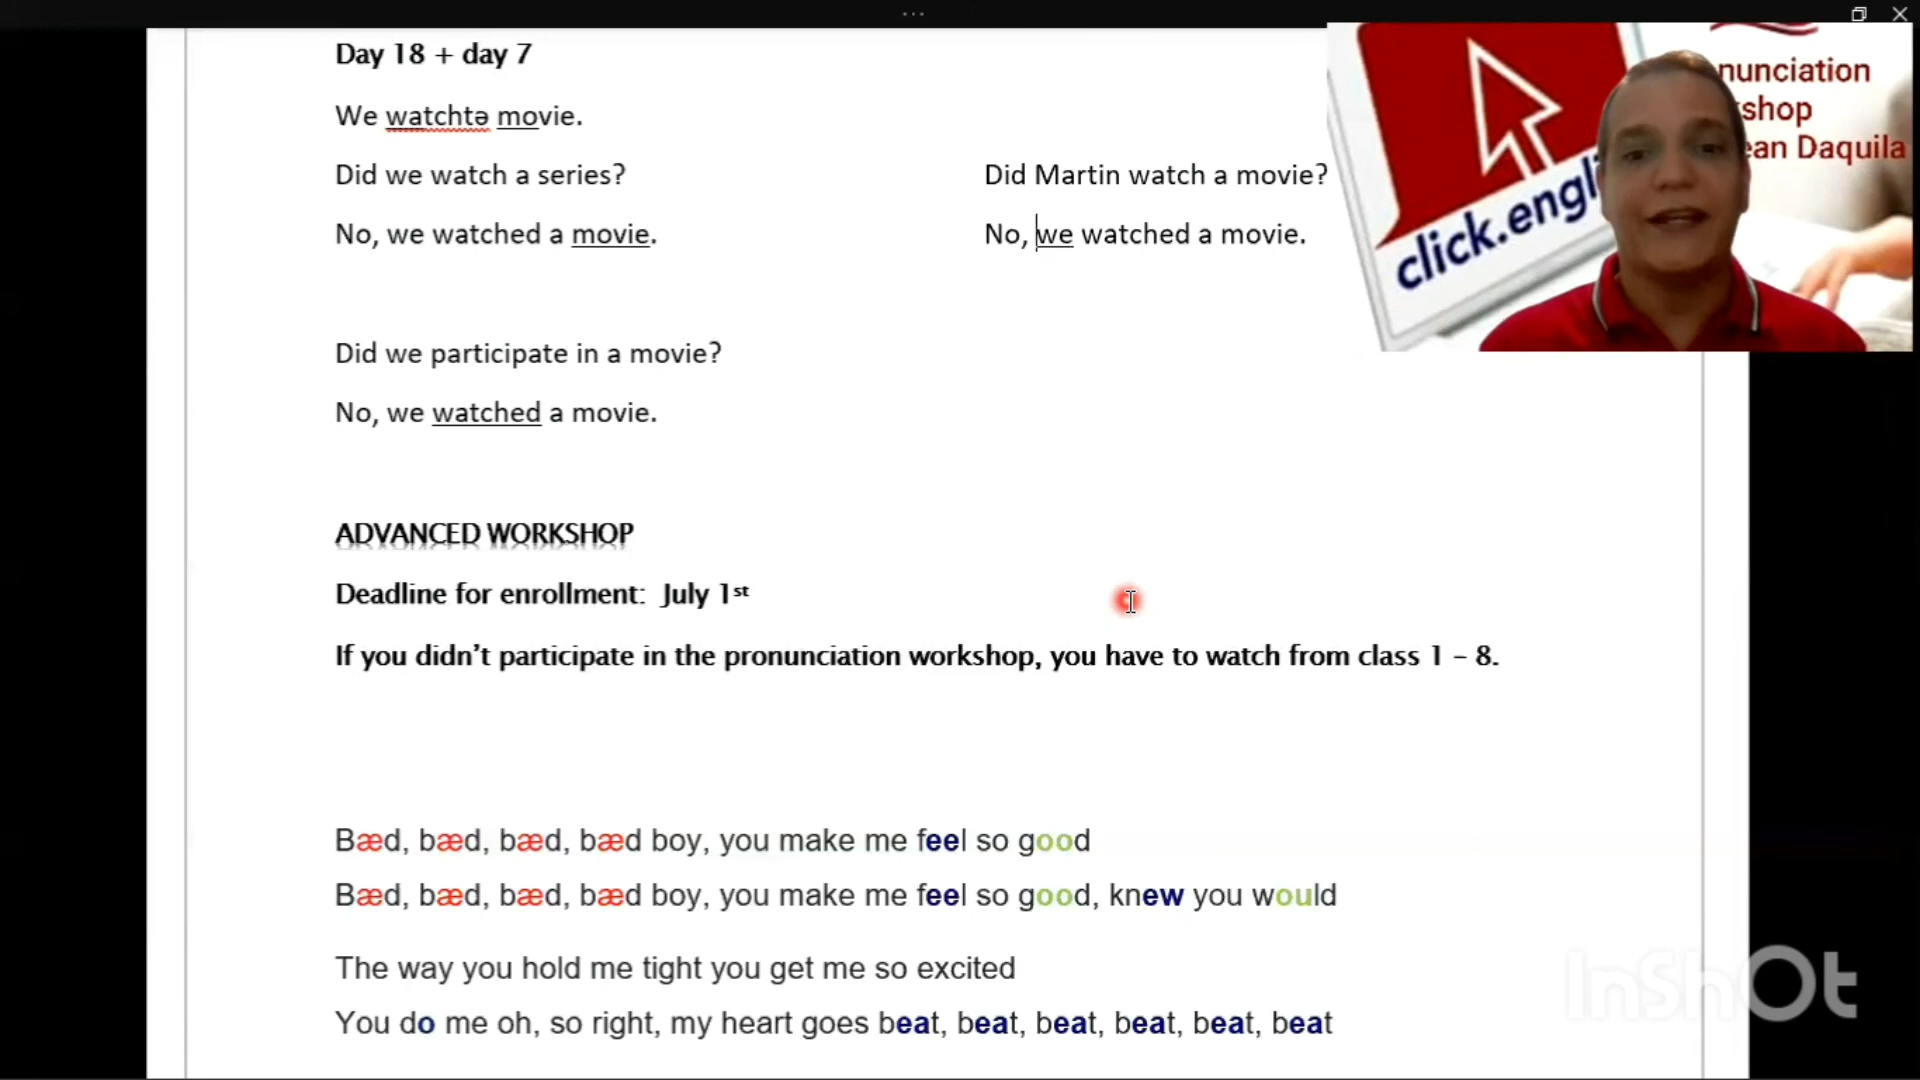 Day 18 + day 7
We watchtə movie.
Did we watch a series?
Did Martin watch a movie?
No, we watched a movie.
No, we watched a movie.
Did we participate in a movie?
No, we watched a movie.
ADVANCED WORKSHOP
Deadline for enrollment: July 1st
If you didn’t participate in the pronunciation workshop, you have to watch from class 1 – 8.
Bæd, bæd, bæd, bæd boy, you make me feel so good
Bæd, bæd, bæd, bæd boy, you make me feel so good, knew you would
The way you hold me tight you get me so excited
You do me oh, so right, my heart goes beat, beat, beat, beat, beat, beat
nunciation
shop
ean Daquila
click.engli
InShOt